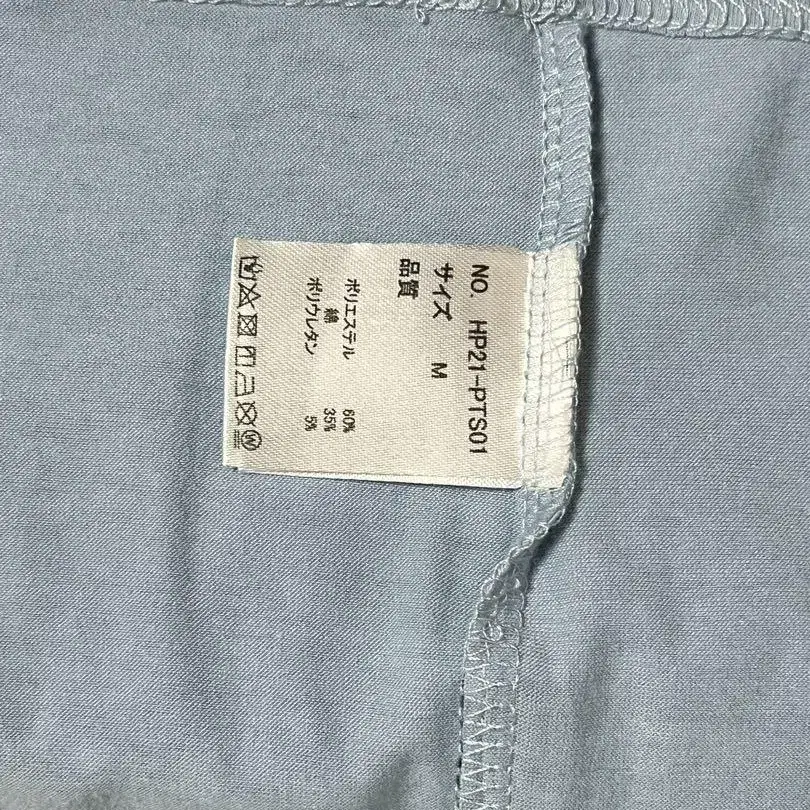 NO. HP21-PTS01
サイズ M
品質
ポリエステル 60%
綿 35%
ポリウレタン 5%
W